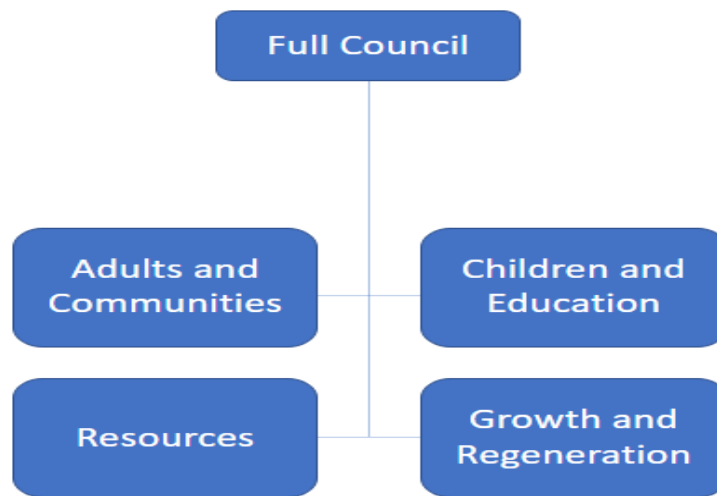 Full Council
Adults and
Communities
Children and
Education
Resources
Growth and
Regeneration